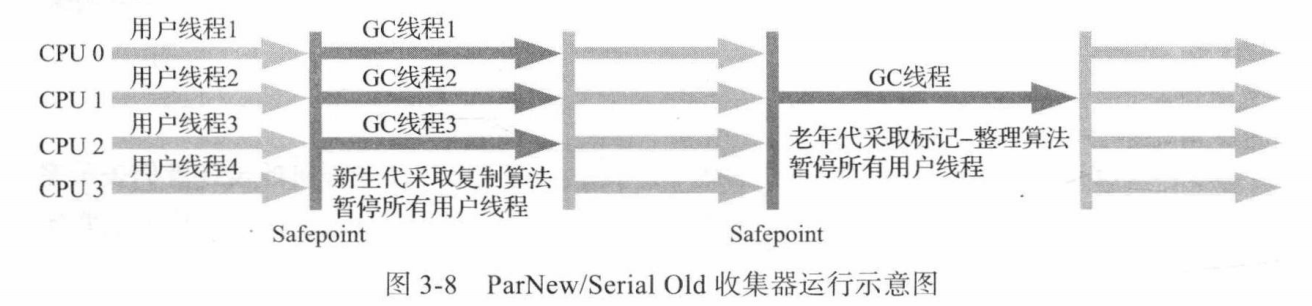 用户线程1
GC线程1
CPU 0
用户线程2
GC线程2
GC线程
CPU 1
用户线程3
GC线程3
老年代采取标记-整理算法
CPU 2
暂停所有用户线程
用户线程4
新生代采取复制算法
CPU 3
暂停所有用户线程
Safepoint
Safepoint
图 3-8 ParNew/Serial Old 收集器运行示意图